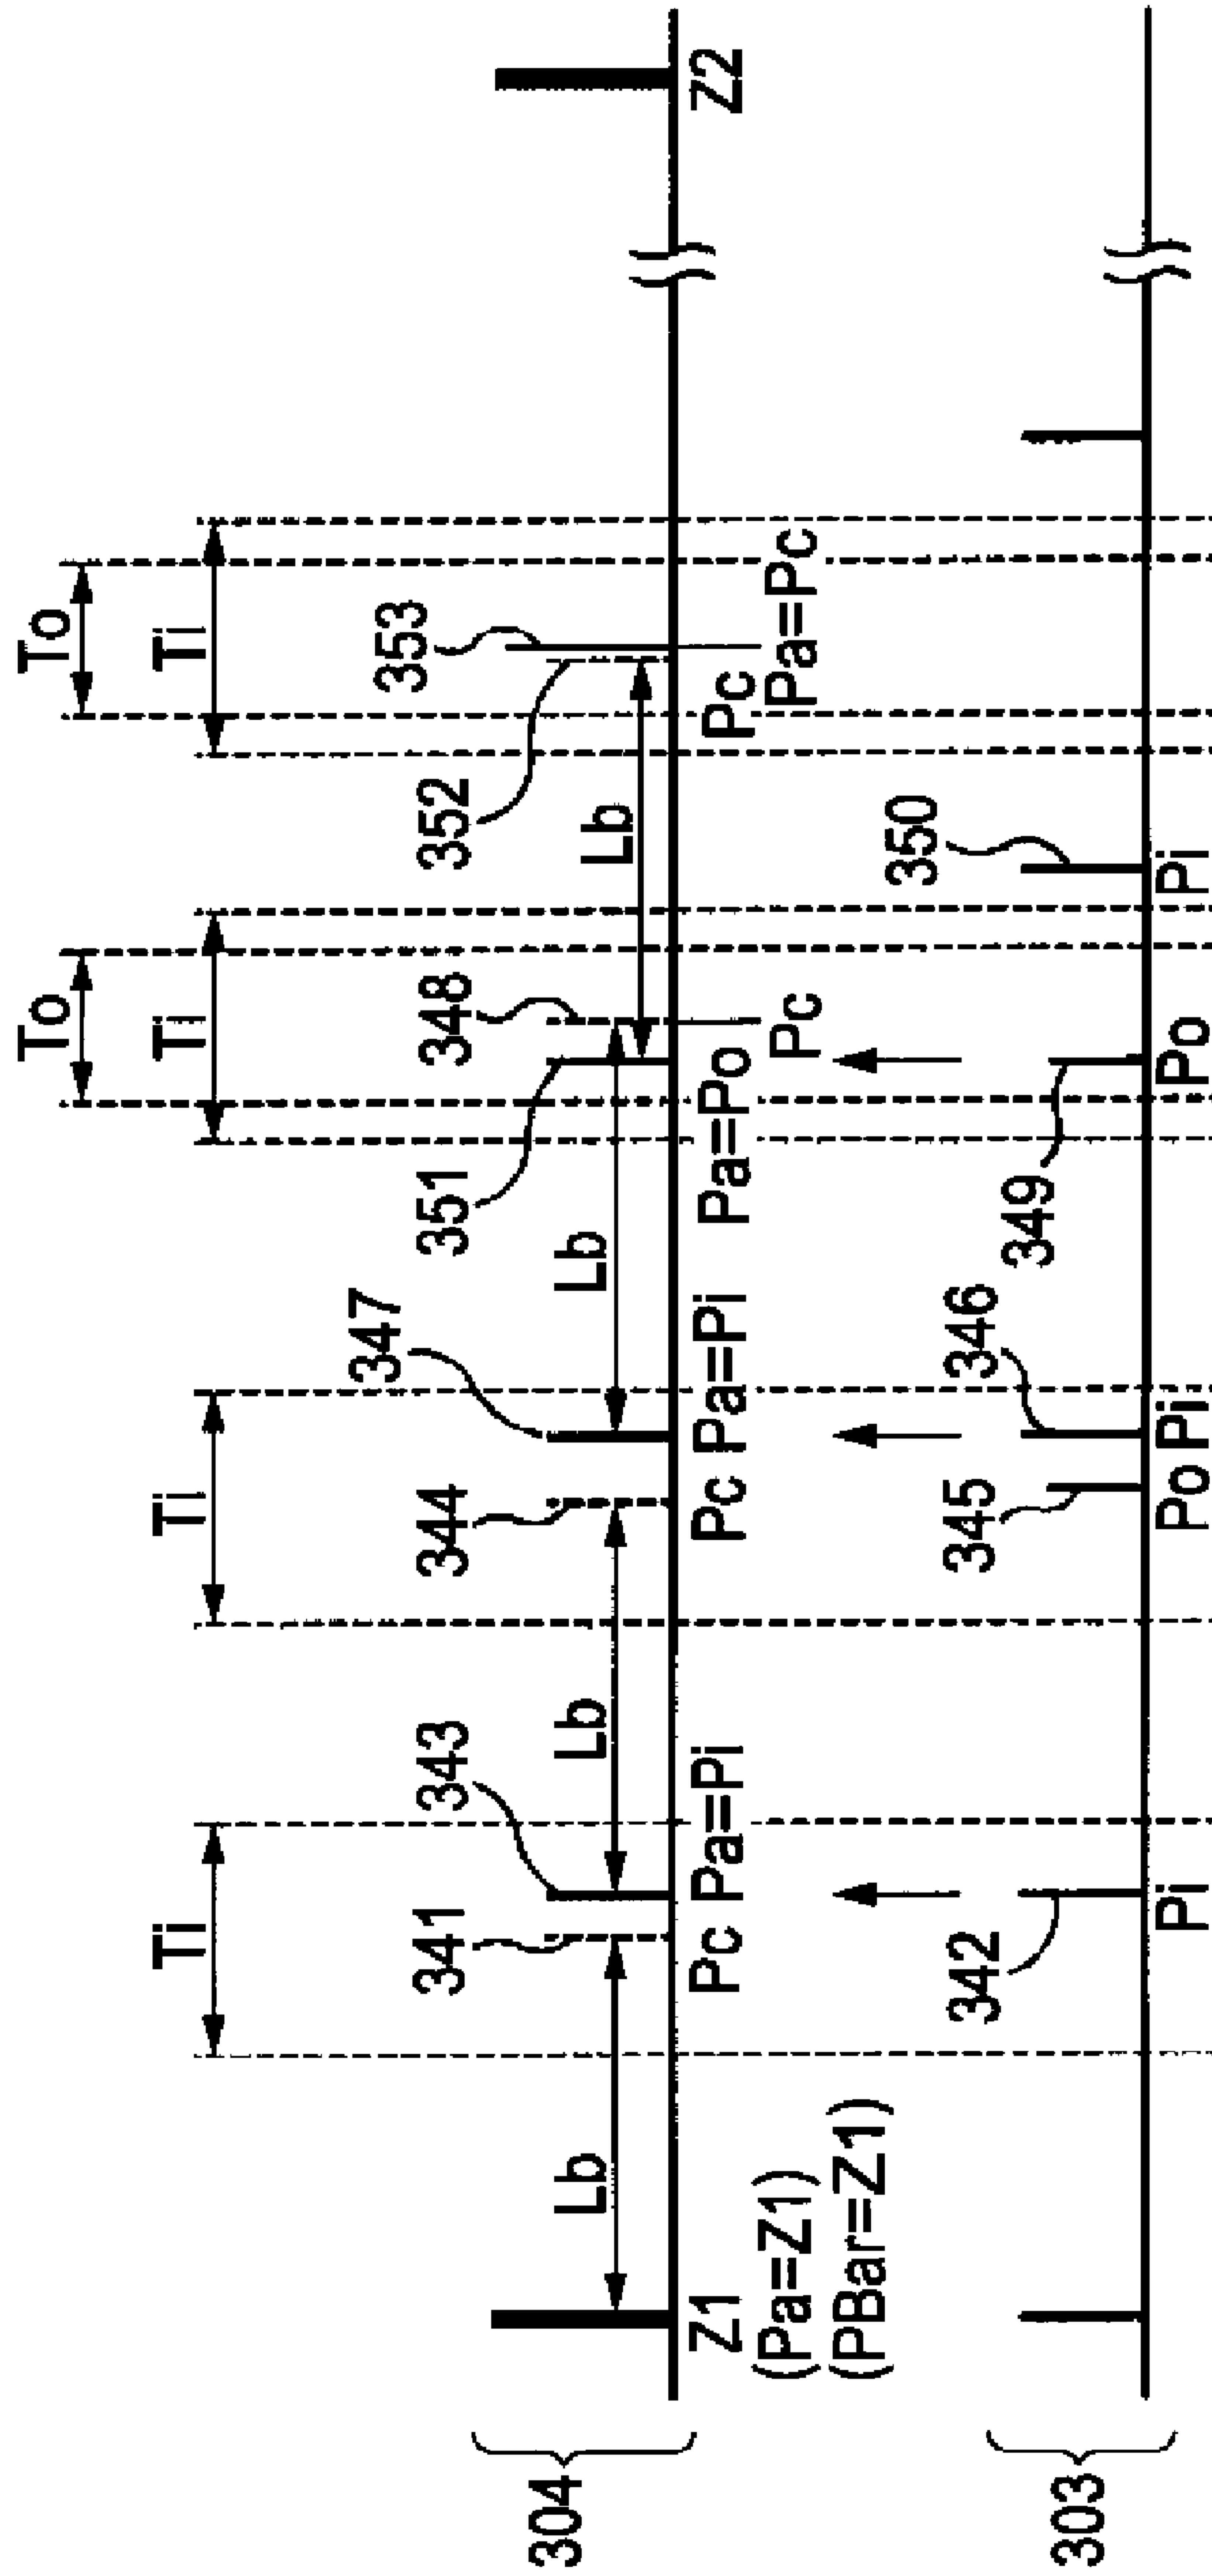 To
To
Ti
Ti
Ti
Ti
353
352
348
351
347
344
343
341
Lb
Lb
Lb
Lb
304
Z1
Pc
Pa=Pi
Pc
Pa=Pi
Pa=Po
Pc
Z2
(Pa=Z1)
Pc
Pa=Pc
(PBar=Z1)
342
345
346
349
350
303
Pi
Po
Pi
Po
Pi